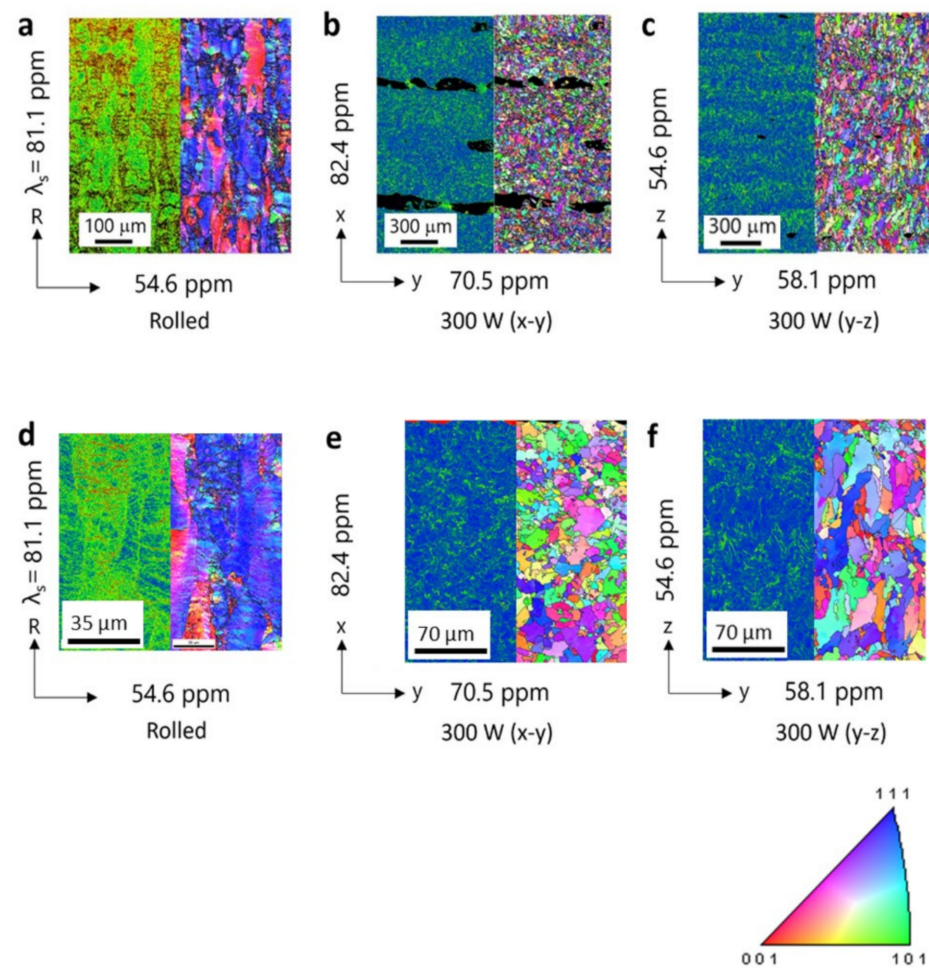 a
b
c
R λs = 81.1 ppm
100 μm
54.6 ppm
Rolled
x 82.4 ppm
300 μm
y 70.5 ppm
300 W (x-y)
z 54.6 ppm
300 μm
y 58.1 ppm
300 W (y-z)
d
e
f
R λs = 81.1 ppm
35 μm
54.6 ppm
Rolled
x 82.4 ppm
70 μm
y 70.5 ppm
300 W (x-y)
z 54.6 ppm
70 μm
y 58.1 ppm
300 W (y-z)
1 1 1
0 0 1
1 0 1